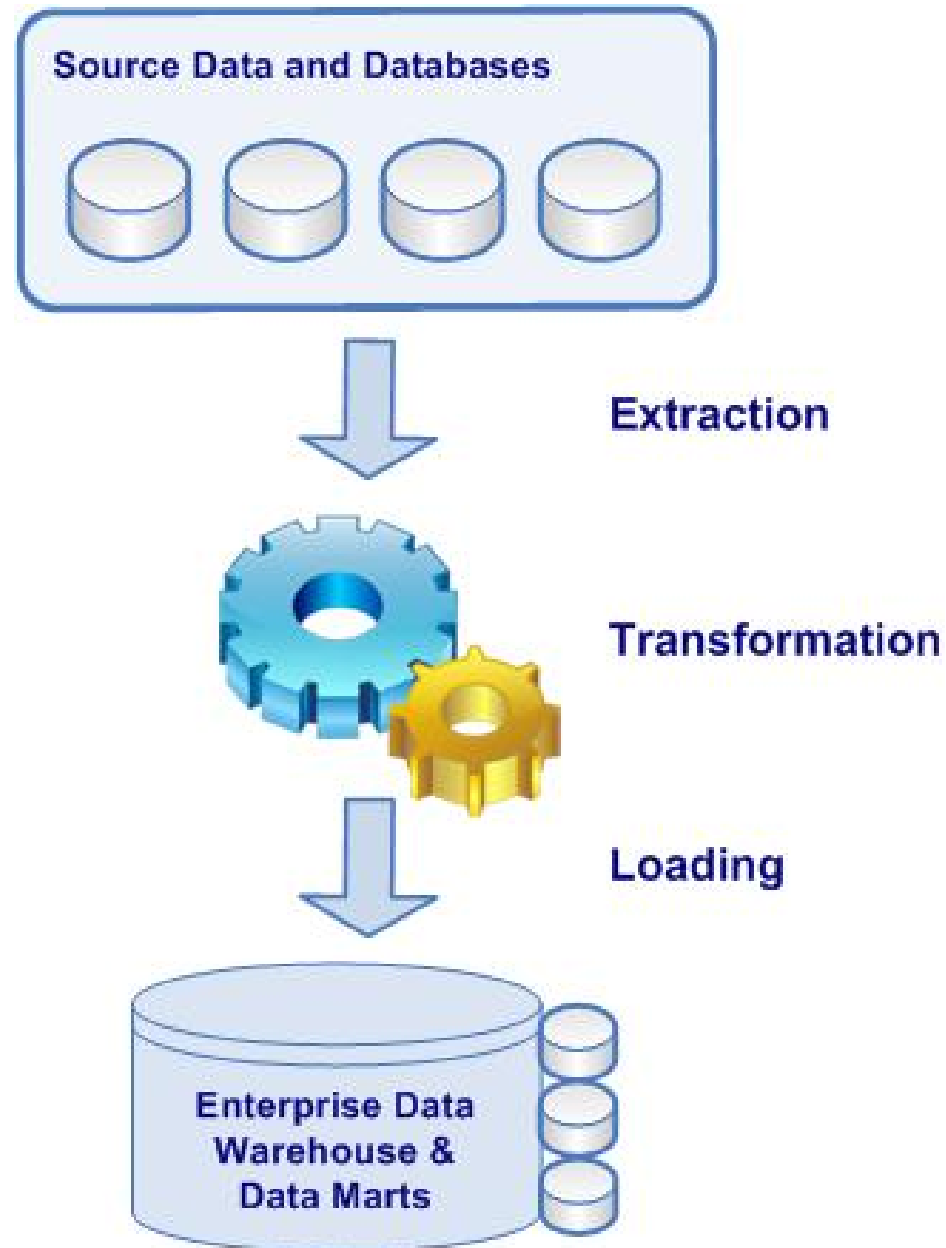 Source Data and Databases
Extraction
Transformation
Loading
Enterprise Data
Warehouse &
Data Marts